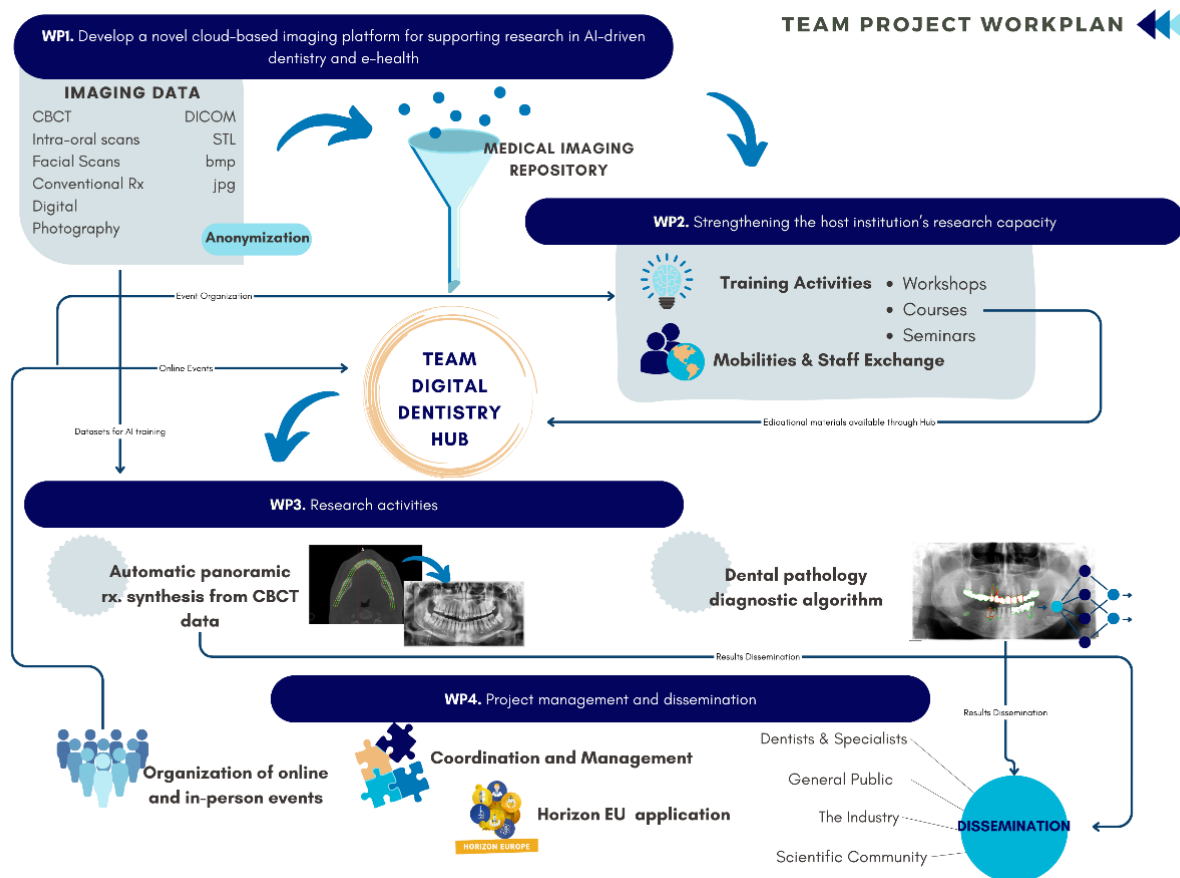 TEAM PROJECT WORKPLAN
WP1. Develop a novel cloud-based imaging platform for supporting research in AI-driven
dentistry and e-health
IMAGING DATA
CBCT DICOM
Intra-oral scans STL
Facial Scans bmp
Conventional Rx jpg
Digital
Photography
Anonymization
MEDICAL IMAGING
REPOSITORY
WP2. Strengthening the host institution's research capacity
Training Activities
• Workshops
• Courses
• Seminars
Mobilities & Staff Exchange
Event Organization
Online Events
Datasets for AI training
TEAM
DIGITAL
DENTISTRY
HUB
Edicational materials available through Hub
WP3. Research activities
Automatic panoramic
rx. synthesis from CBCT
data
Dental pathology
diagnostic algorithm
Results Dissemination
WP4. Project management and dissemination
Results Dissemination
Organization of online
and in-person events
Coordination and Management
Horizon EU application
HORIZON EUROPE
Dentists & Specialists
General Public
The Industry
Scientific Community
DISSEMINATION